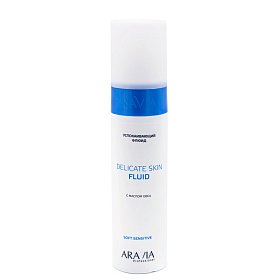 УСПОКАИВАЮЩИЙ
ФЛЮИД
DELICATE SKIN
FLUID
С МАСЛОМ ОВСА
SOFT SENSITIVE
ARAVIA
Professional